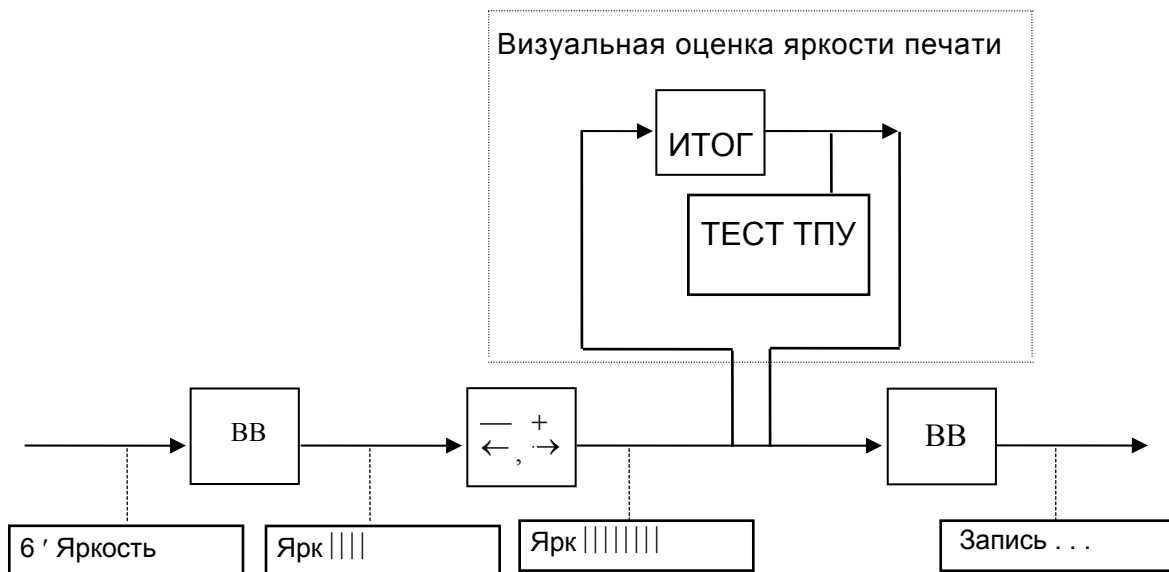 Визуальная оценка яркости печати
ИТОГ
ТЕСТ ТПУ
ВВ
— +
← , →
ВВ
6 ′ Яркость
Ярк ||||
Ярк ||||||||
Запись . . .